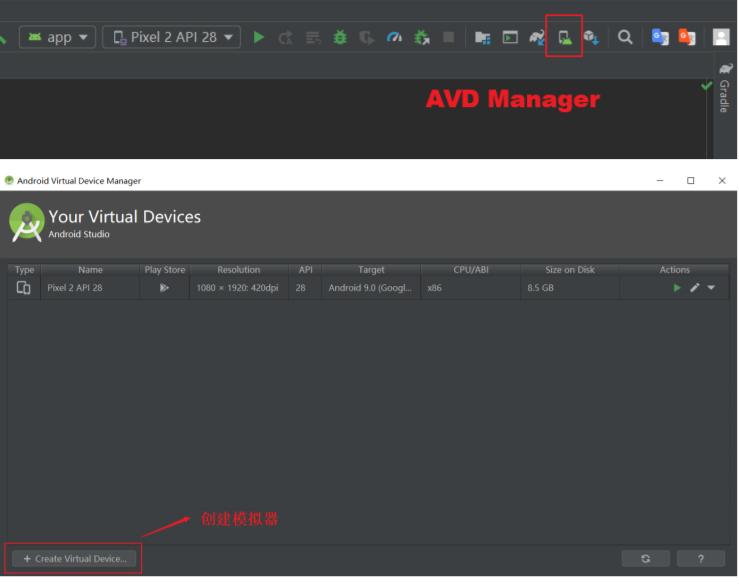 app
Pixel 2 API 28
AVD Manager
Gradle
Android Virtual Device Manager
Your Virtual Devices
Android Studio
Type Name Play Store Resolution API Target CPU/ABI Size on Disk Actions
Pixel 2 API 28 1080 × 1920: 420dpi 28 Android 9.0 (Googl... x86 8.5 GB
创建模拟器
+ Create Virtual Device...
?